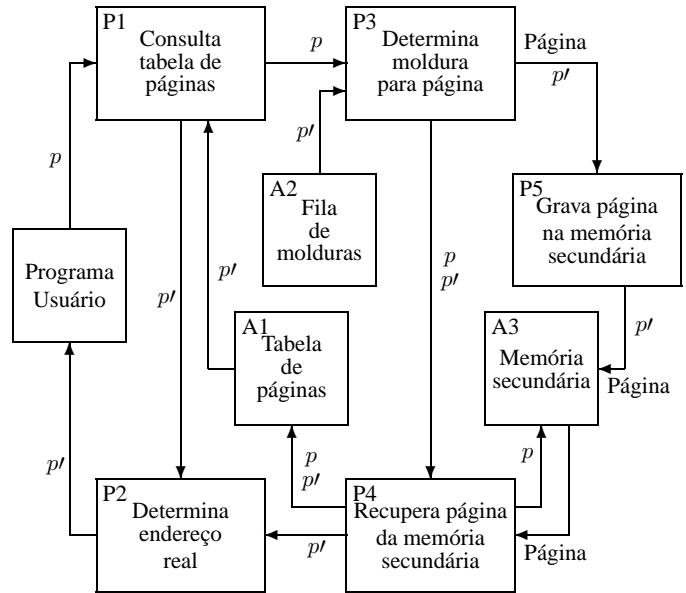 P1
Consulta
tabela de
páginas
p
P3
Determina
moldura
para página
Página
p′
p
p′
A2
Fila
de
molduras
P5
Grava página
na memória
secundária
Programa
Usuário
p′
p′
p
p′
A1
Tabela
de
páginas
A3
Memória
secundária
p′
Página
p′
p
p′
p
P2
Determina
endereço
real
p′
P4
Recupera página
da memória
secundária
Página